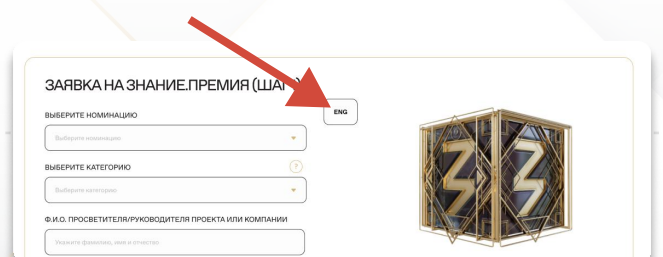 ЗАЯВКА НА ЗНАНИЕ.ПРЕМИЯ (ШАГ
ENG
ВЫБЕРИТЕ НОМИНАЦИЮ
Выберите номинацию
ВЫБЕРИТЕ КАТЕГОРИЮ
?
Выберите категорию
Ф.И.О. ПРОСВЕТИТЕЛЯ/РУКОВОДИТЕЛЯ ПРОЕКТА ИЛИ КОМПАНИИ
Укажите фамилию, имя и отчество
З З